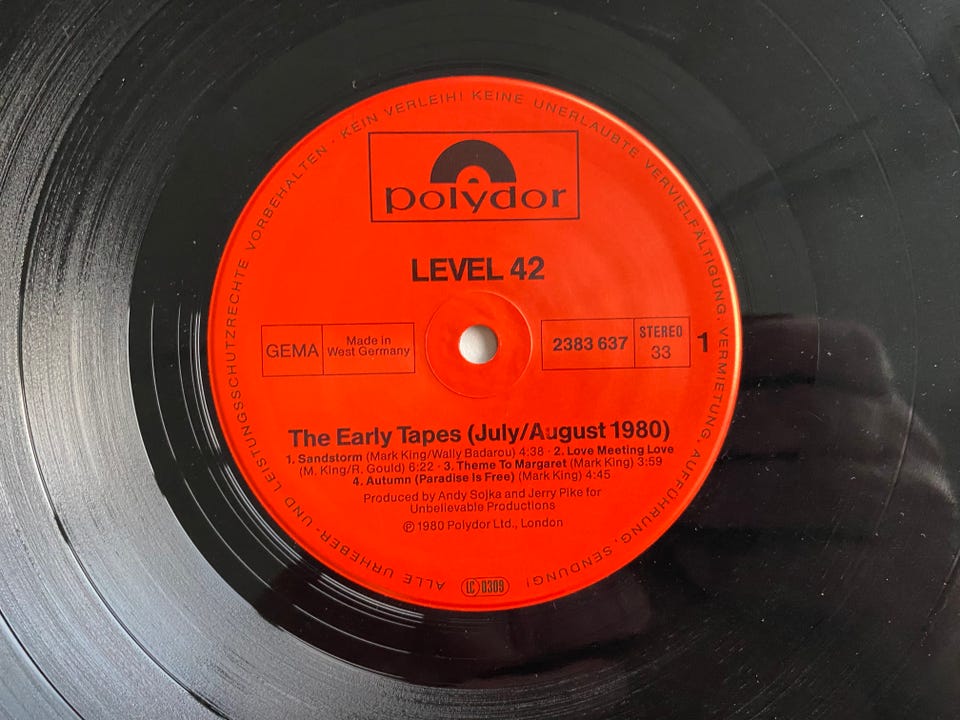 polydor
LEVEL 42
GEMA
Made in
West Germany
2383 637
STEREO
33
1
The Early Tapes (July/August 1980)
1. Sandstorm (Mark King/Wally Badarou) 4:38 · 2. Love Meeting Love
(M. King/R. Gould) 6:22 · 3. Theme To Margaret (Mark King) 3:59
4. Autumn (Paradise Is Free) (Mark King) 4:45
Produced by Andy Sojka and Jerry Pike for
Unbelievable Productions
℗ 1980 Polydor Ltd., London
LC 0309
ALLE URHEBER- UND LEISTUNGSSCHUTZRECHTE VORBEHALTEN · KEIN VERLEIH! KEINE UNERLAUBTE VERVIELFÄLTIGUNG, VERMIETUNG, AUFFÜHRUNG, SENDUNG!